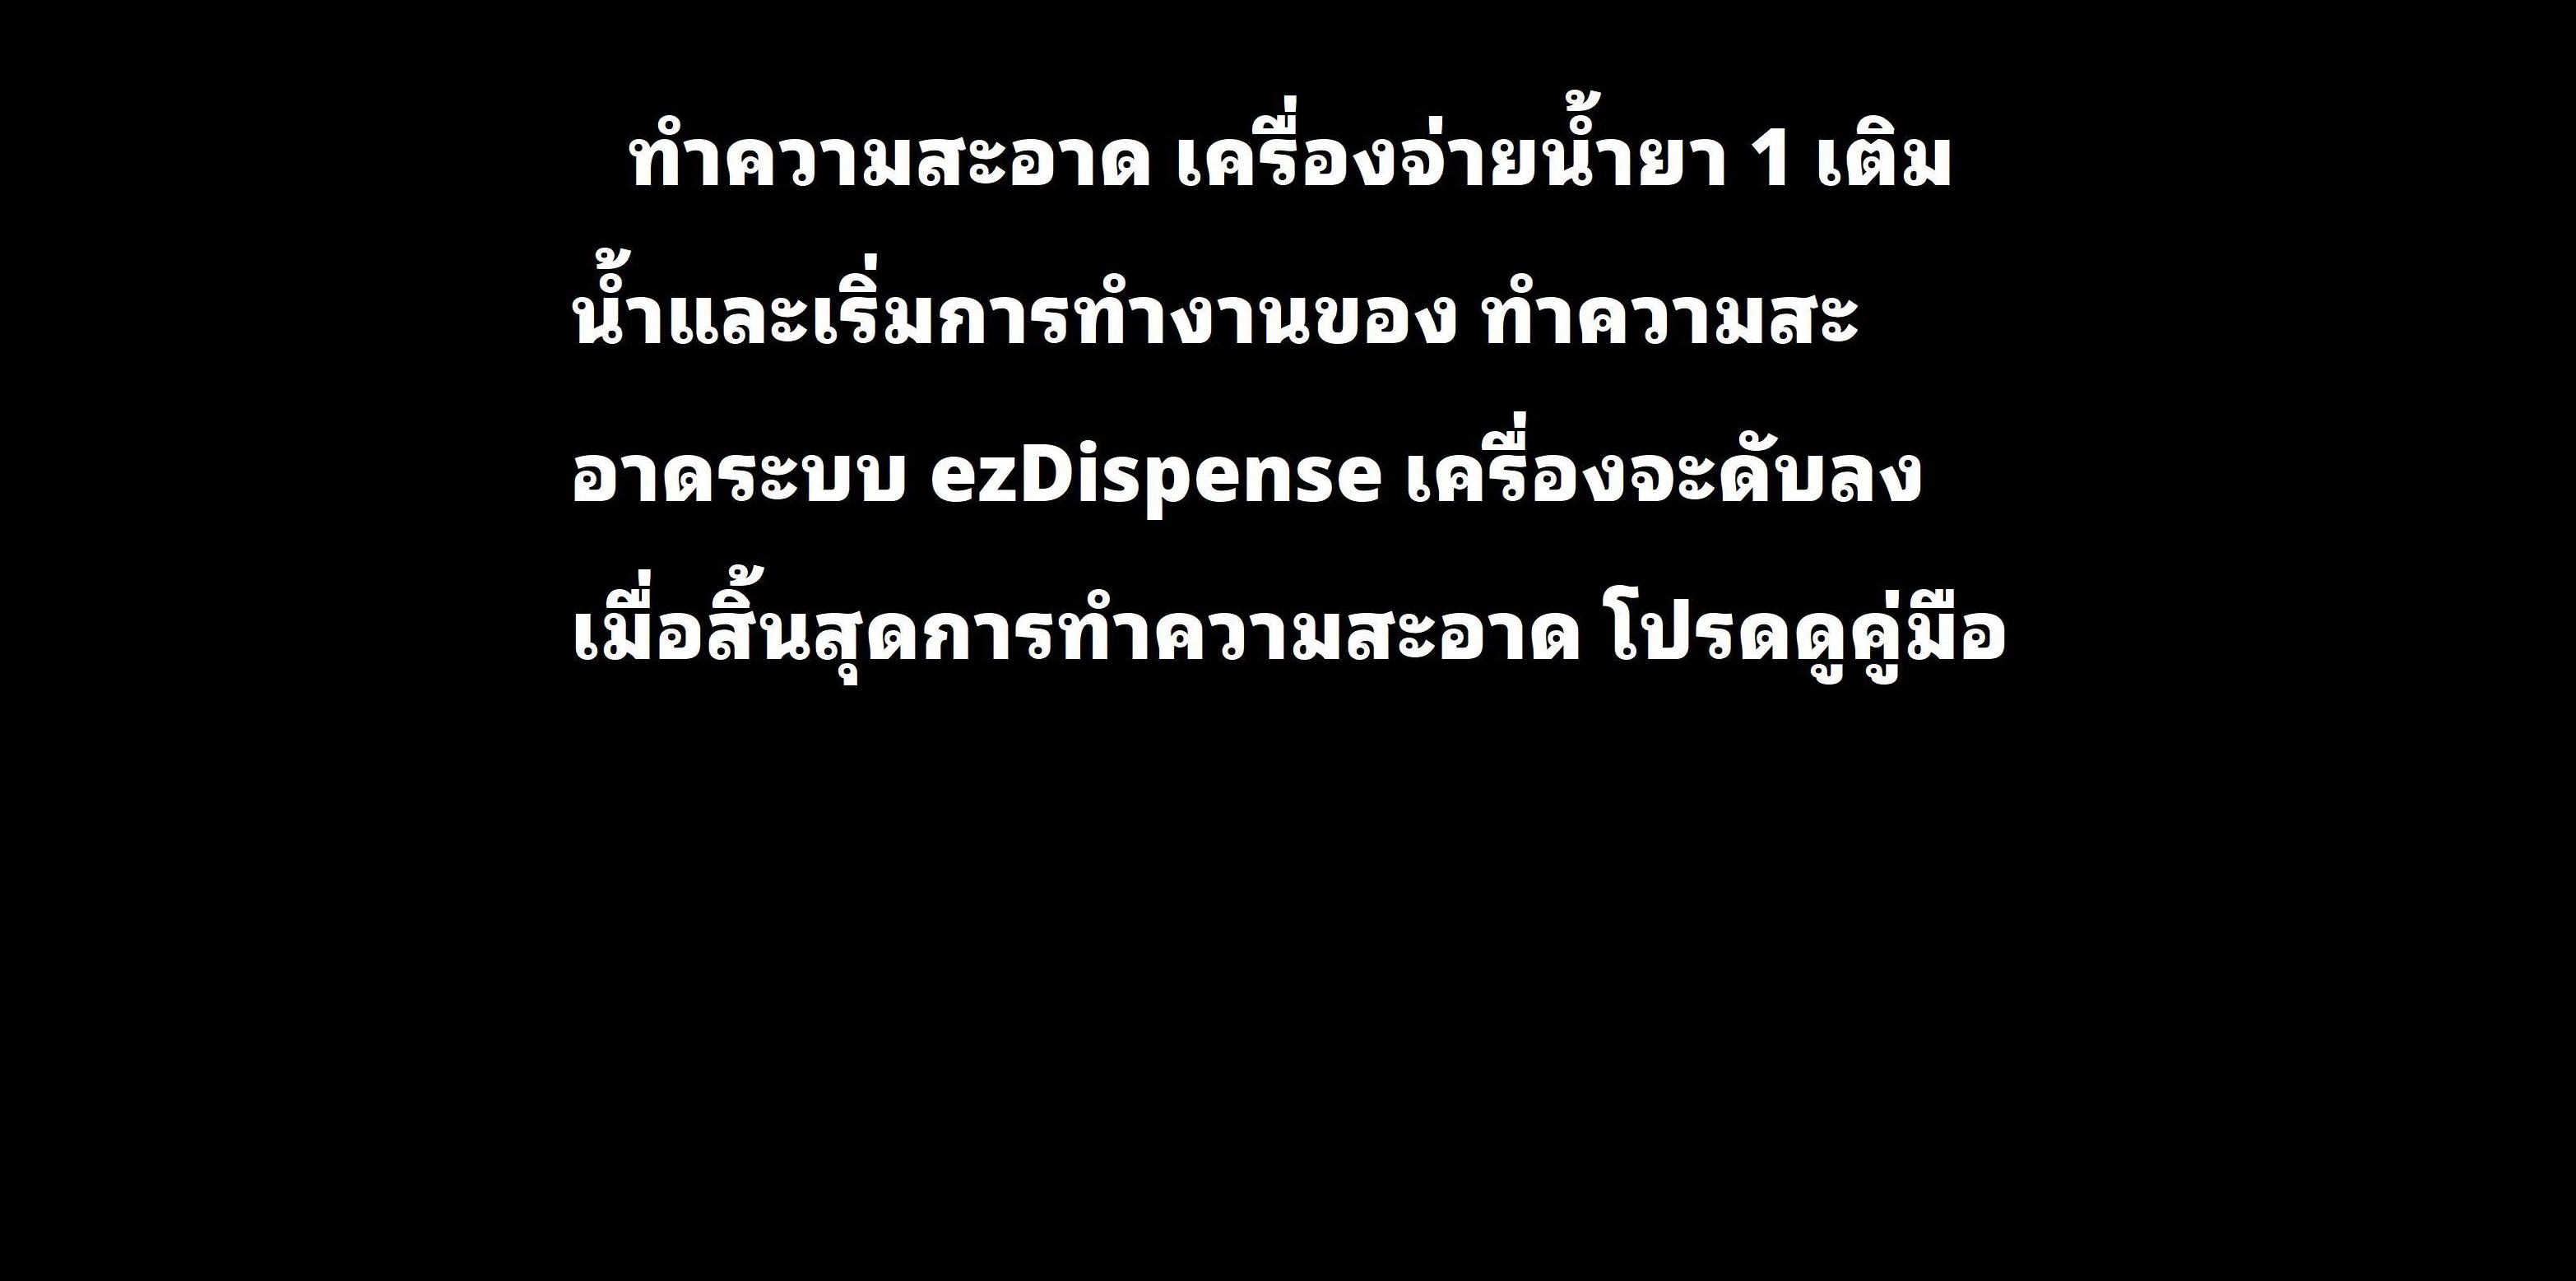 ทำความสะอาด เครื่องจ่ายน้ำยา 1 เติม
น้ำและเริ่มการทำงานของ ทำความสะ
อาดระบบ ezDispense เครื่องจะดับลง
เมื่อสิ้นสุดการทำความสะอาด โปรดดูคู่มือ